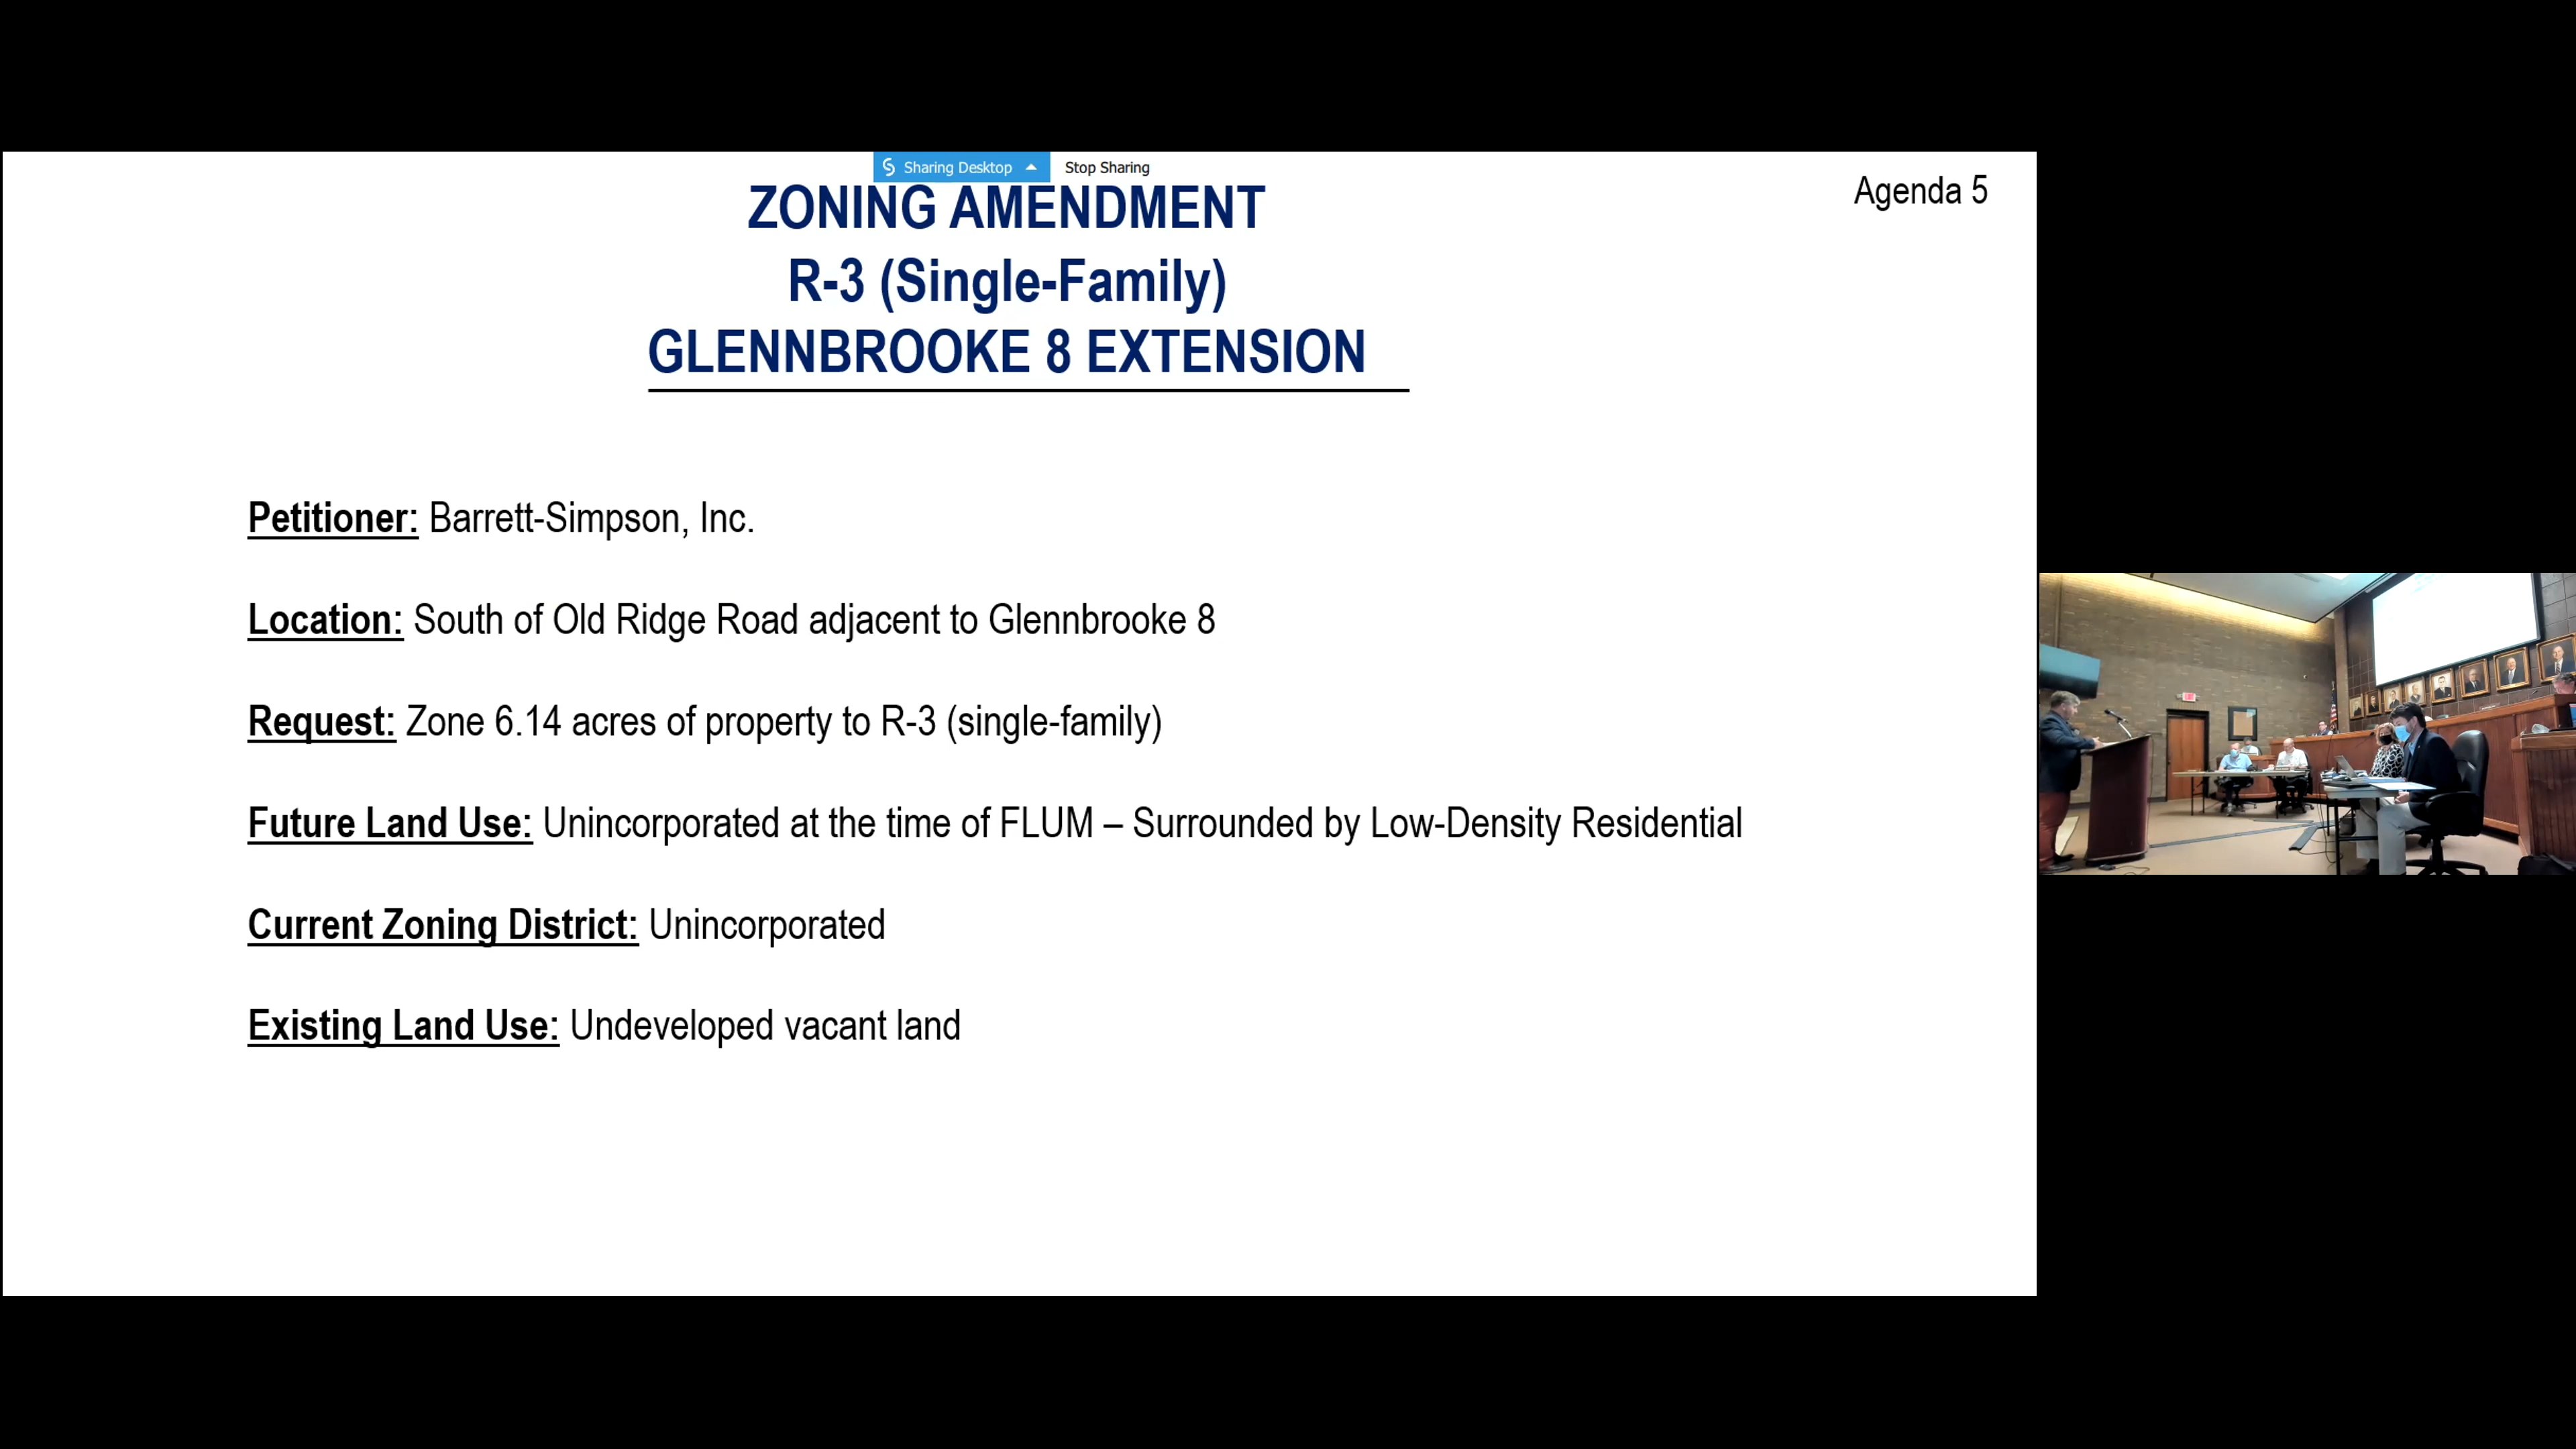 Sharing Desktop Stop Sharing
Agenda 5
ZONING AMENDMENT
R-3 (Single-Family)
GLENNBROOKE 8 EXTENSION
Petitioner: Barrett-Simpson, Inc.
Location: South of Old Ridge Road adjacent to Glennbrooke 8
Request: Zone 6.14 acres of property to R-3 (single-family)
Future Land Use: Unincorporated at the time of FLUM – Surrounded by Low-Density Residential
Current Zoning District: Unincorporated
Existing Land Use: Undeveloped vacant land